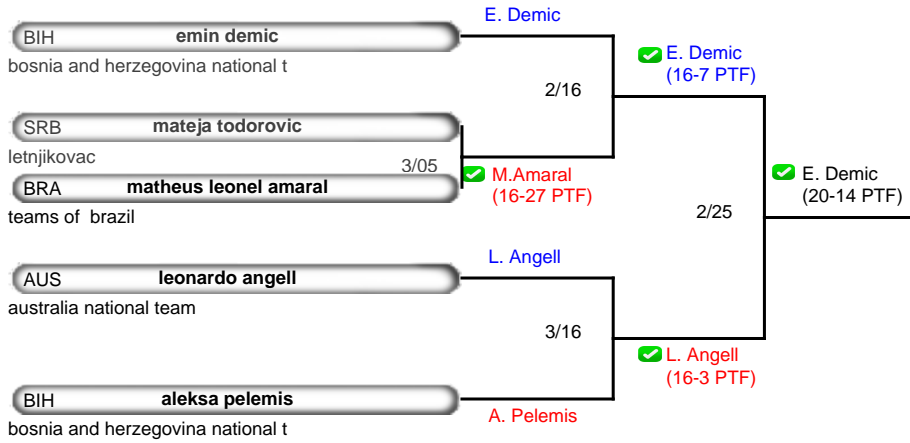 E. Demic
BIH emin demic
bosnia and herzegovina national t
E. Demic
(16-7 PTF)
2/16
SRB mateja todorovic
letnjikovac
3/05
M.Amaral
(16-27 PTF)
BRA matheus leonel amaral
teams of brazil
E. Demic
(20-14 PTF)
2/25
L. Angell
AUS leonardo angell
australia national team
3/16
L. Angell
(16-3 PTF)
BIH aleksa pelemis
A. Pelemis
bosnia and herzegovina national t